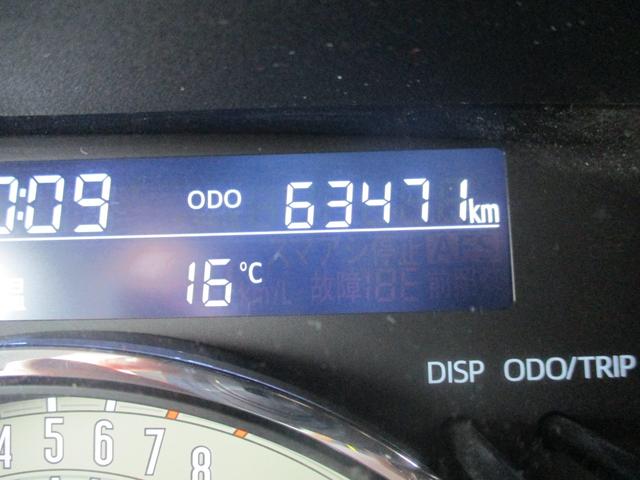 0:09 ODO 63471km
16℃
DISP ODO/TRIP
4 5 6 7 8